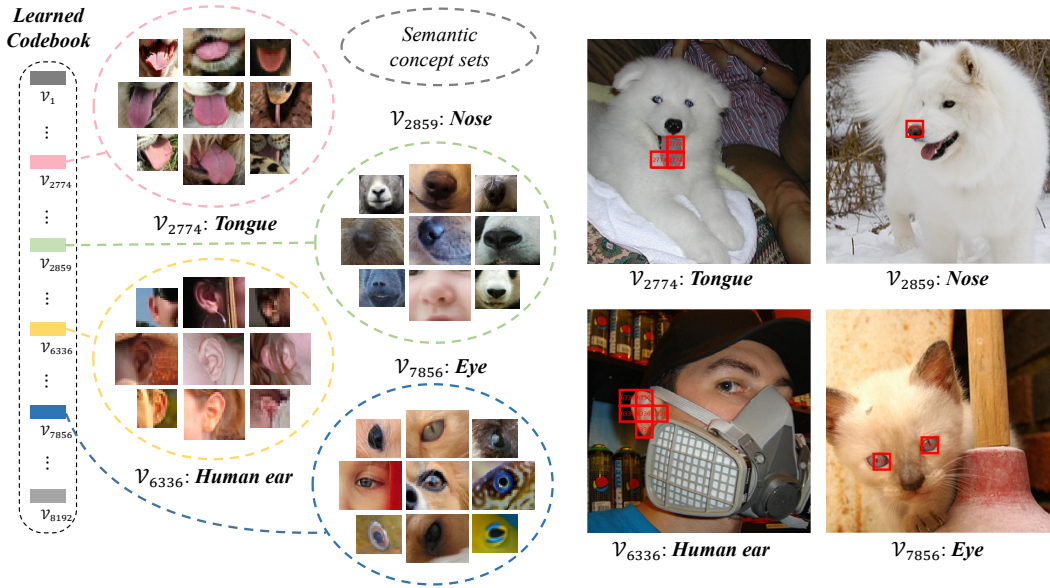 Learned
Codebook
𝒱1
⋮
𝒱2774
⋮
𝒱2859
⋮
𝒱6336
⋮
𝒱7856
⋮
𝒱8192
𝒱2774: Tongue
Semantic
concept sets
𝒱2859: Nose
𝒱6336: Human ear
𝒱7856: Eye
𝒱2774: Tongue
𝒱2859: Nose
𝒱6336: Human ear
𝒱7856: Eye